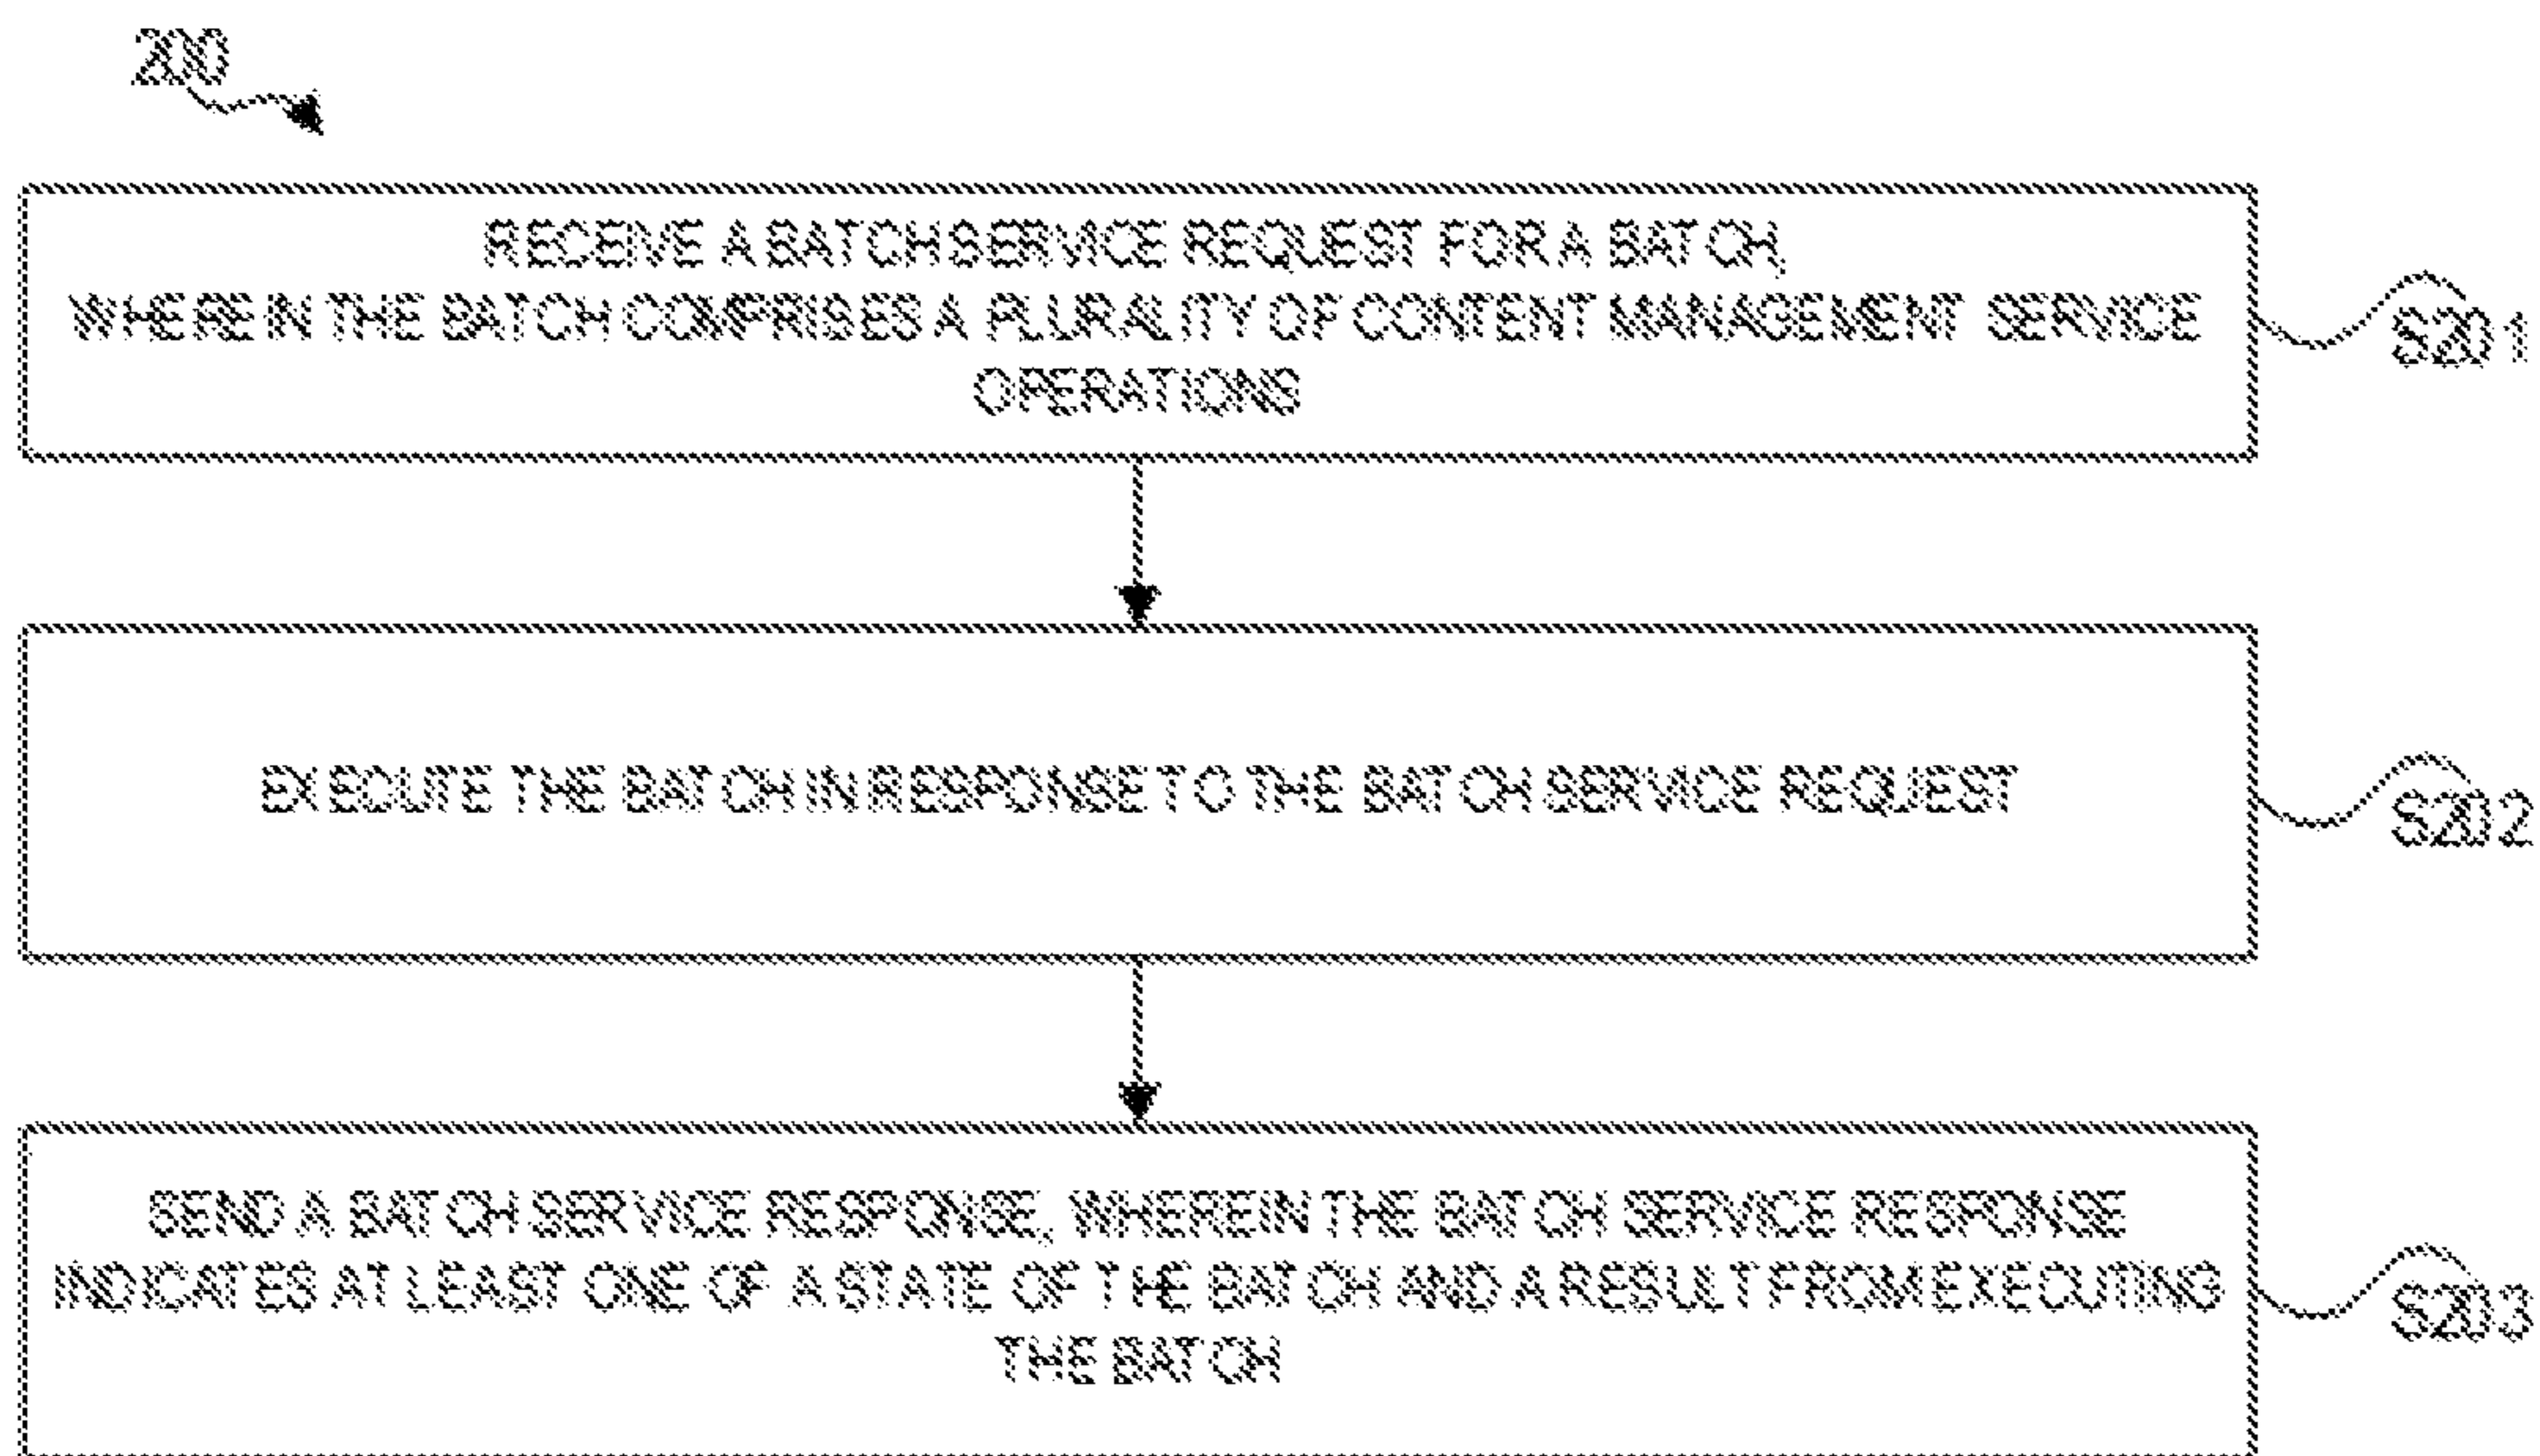 200
RECEIVE A BATCH SERVICE REQUEST FOR A BATCH,
WHEREIN THE BATCH COMPRISES A PLURALITY OF CONTENT MANAGEMENT SERVICE
OPERATIONS
S201
EXECUTE THE BATCH IN RESPONSE TO THE BATCH SERVICE REQUEST
S202
SEND A BATCH SERVICE RESPONSE, WHEREIN THE BATCH SERVICE RESPONSE
INDICATES AT LEAST ONE OF A STATE OF THE BATCH AND A RESULT FROM EXECUTING
THE BATCH
S203